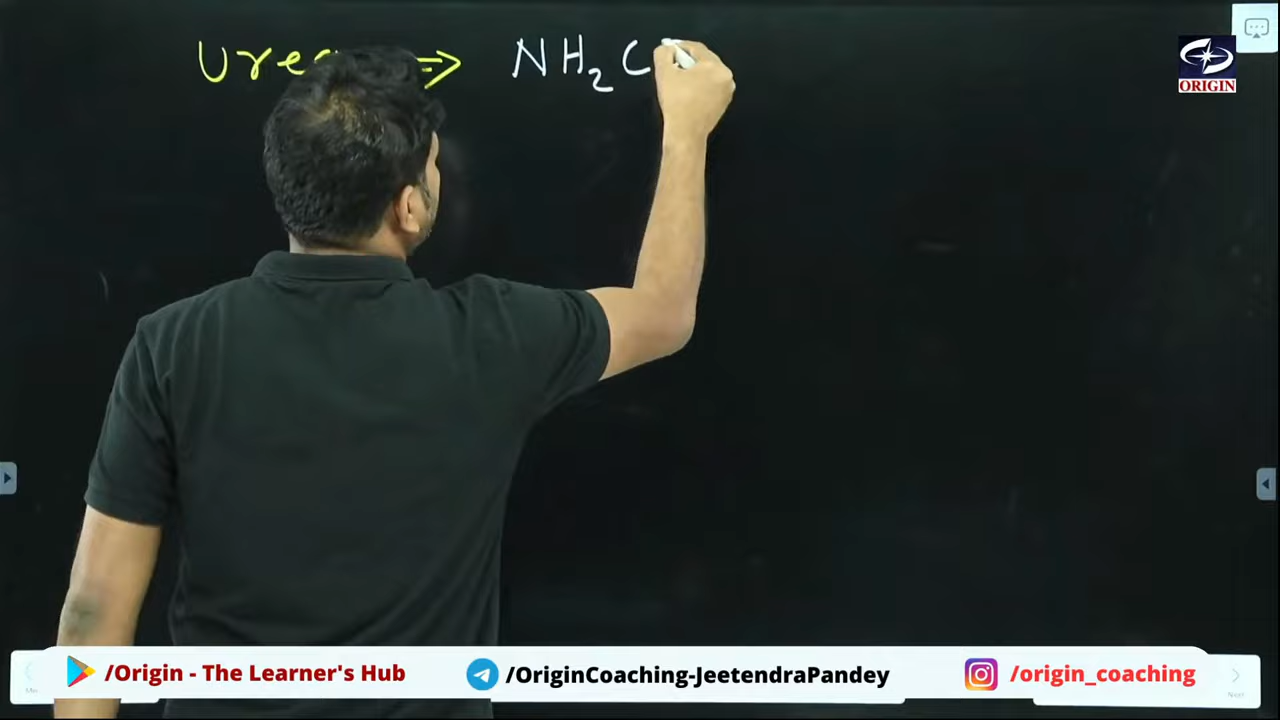 Urea ⇒ NH₂C
ORIGIN
/Origin - The Learner's Hub
/OriginCoaching-JeetendraPandey
/origin_coaching